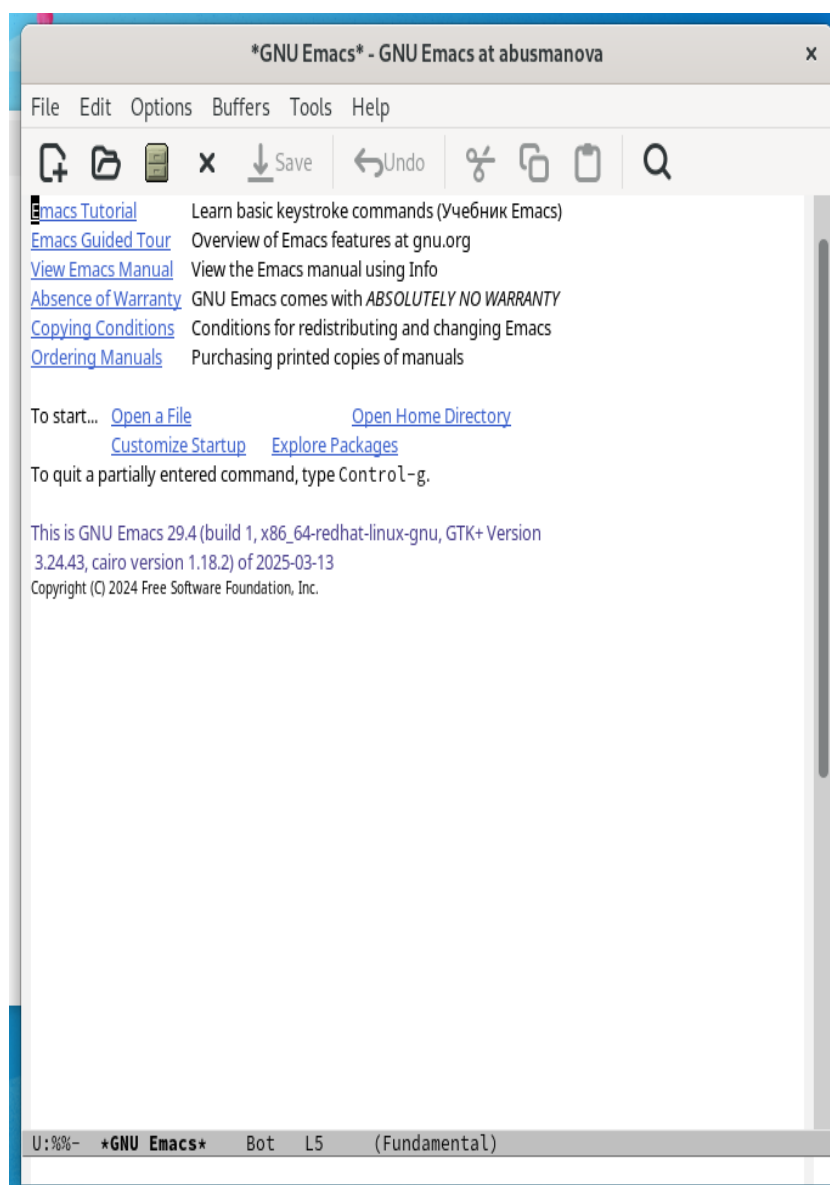 *GNU Emacs* - GNU Emacs at abusmanova x
File Edit Options Buffers Tools Help
Save Undo
Emacs Tutorial Learn basic keystroke commands (Учебник Emacs)
Emacs Guided Tour Overview of Emacs features at gnu.org
View Emacs Manual View the Emacs manual using Info
Absence of Warranty GNU Emacs comes with ABSOLUTELY NO WARRANTY
Copying Conditions Conditions for redistributing and changing Emacs
Ordering Manuals Purchasing printed copies of manuals
To start... Open a File Open Home Directory
Customize Startup Explore Packages
To quit a partially entered command, type Control-g.
This is GNU Emacs 29.4 (build 1, x86_64-redhat-linux-gnu, GTK+ Version
3.24.43, cairo version 1.18.2) of 2025-03-13
Copyright (C) 2024 Free Software Foundation, Inc.
U:%%- *GNU Emacs* Bot L5 (Fundamental)